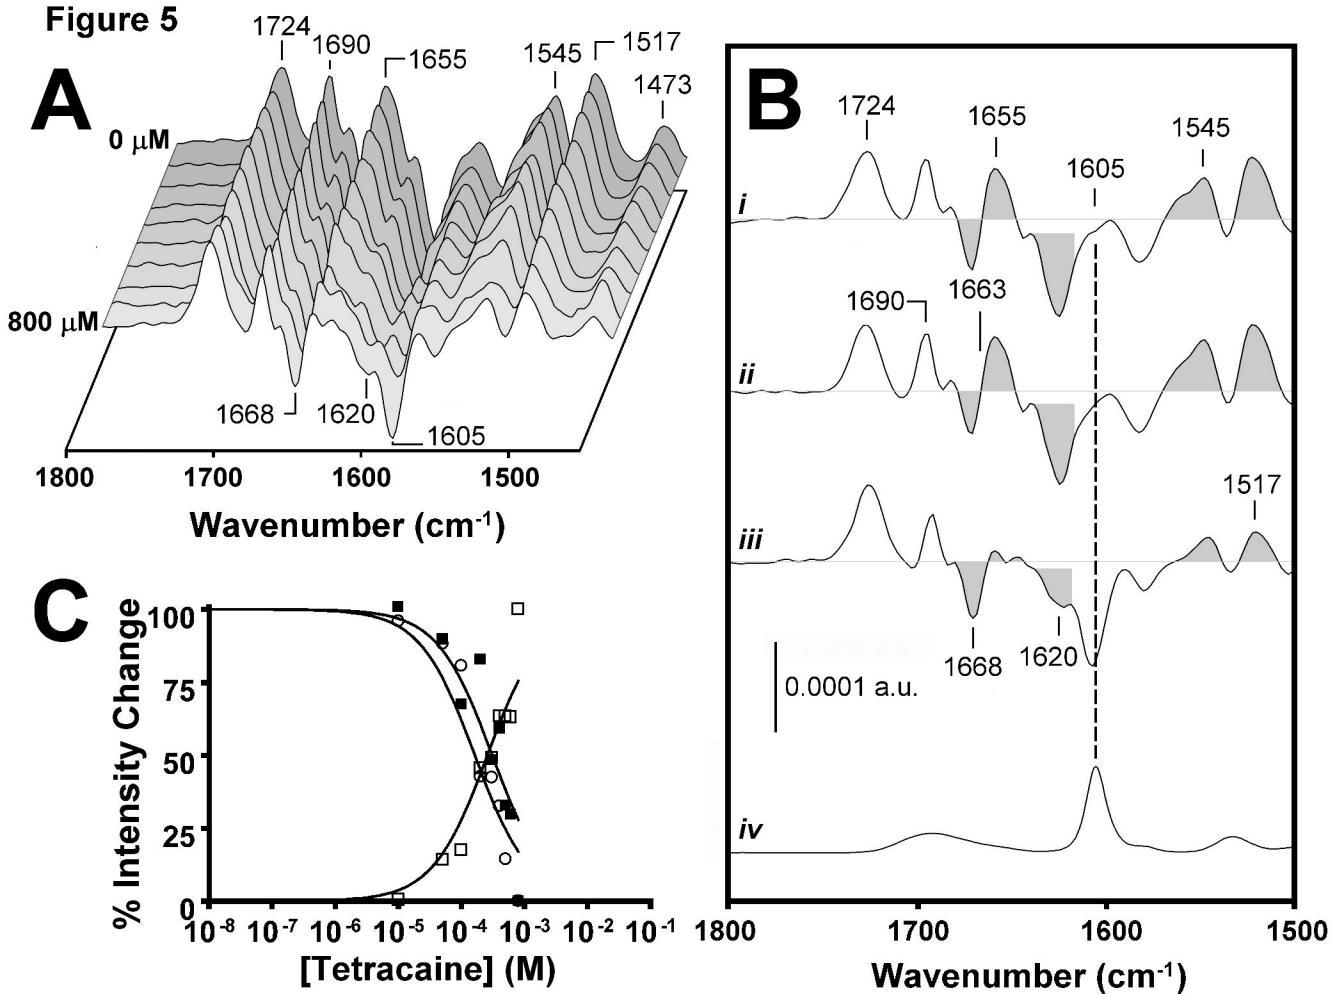 Figure 5
A
1724
1690
1655
1545
1517
1473
0 µM
800 µM
1668
1620
1605
1800
1700
1600
1500
Wavenumber (cm-1)
B
1724
1655
1605
1545
i
1690
1663
ii
1517
iii
1668
1620
0.0001 a.u.
iv
1800
1700
1600
1500
Wavenumber (cm-1)
C
% Intensity Change
100
75
50
25
0
10-8 10-7 10-6 10-5 10-4 10-3 10-2 10-1
[Tetracaine] (M)